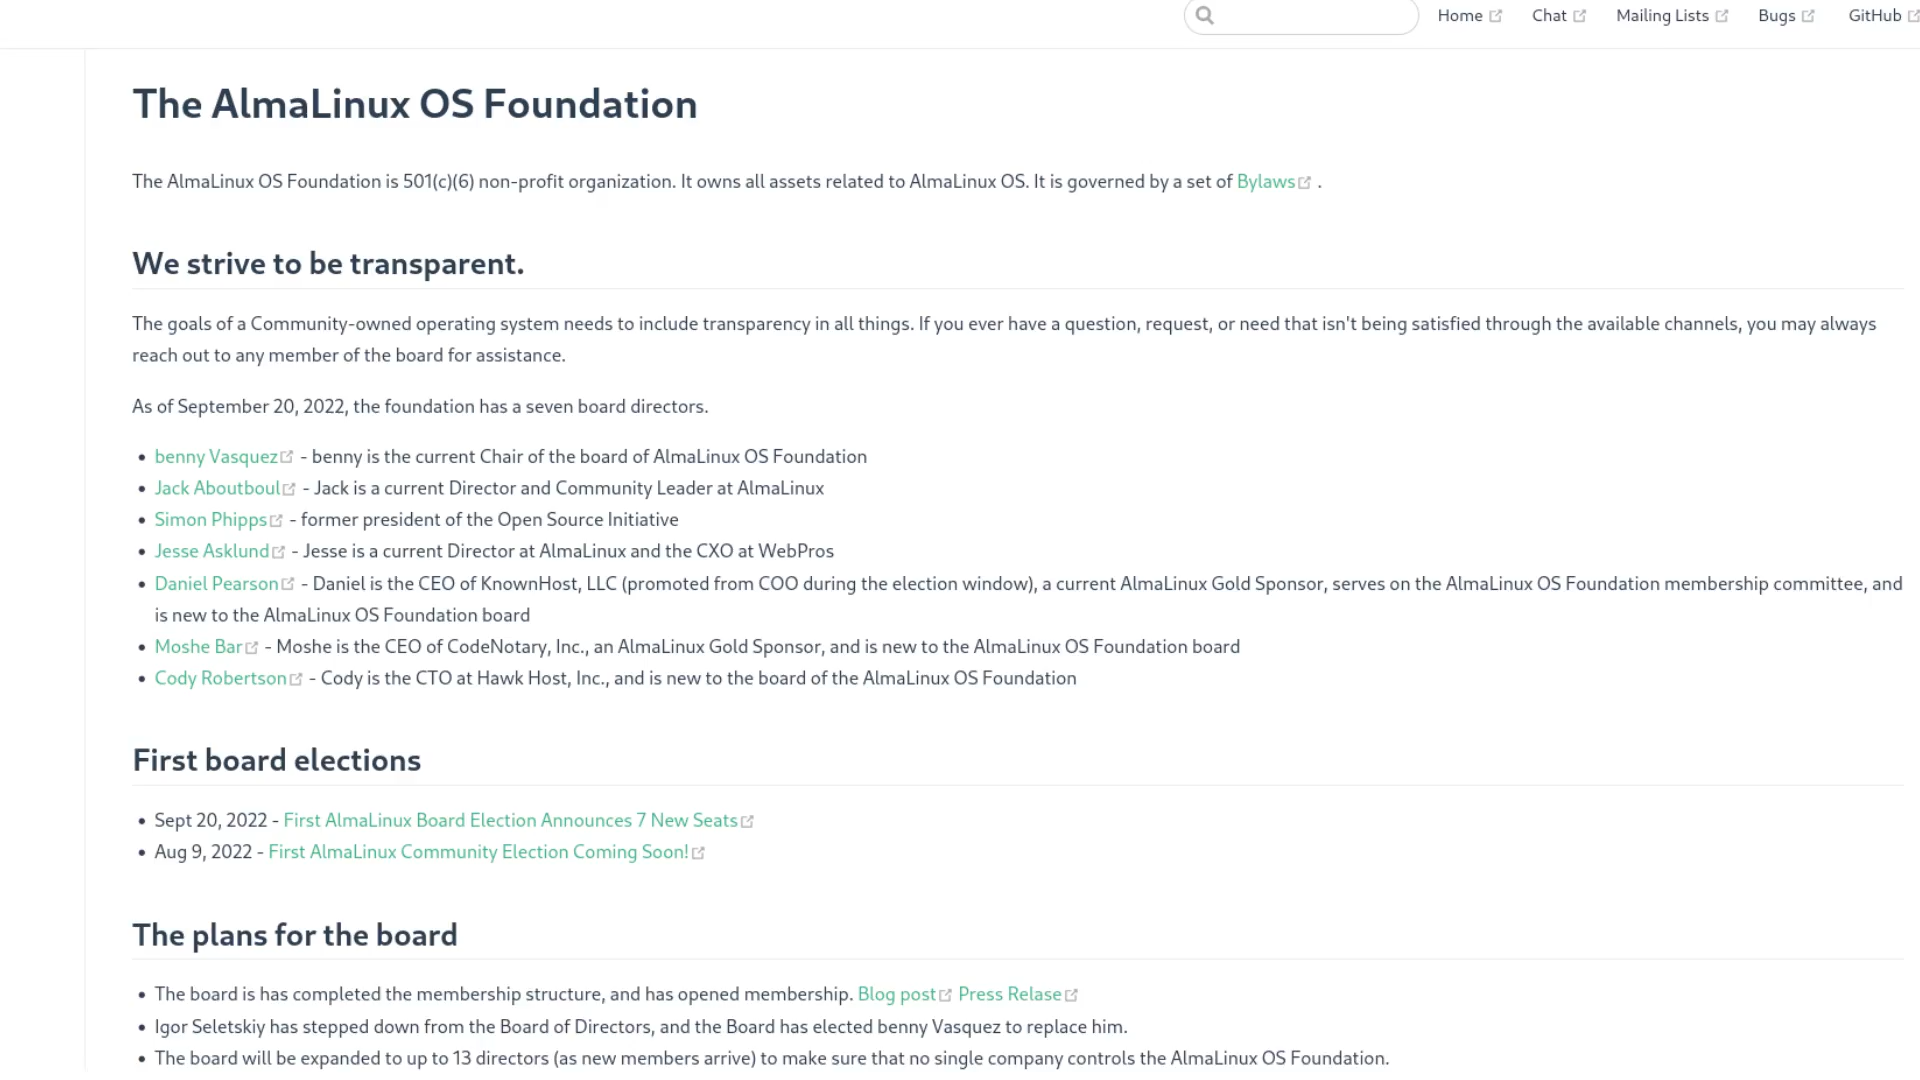 Home Chat Mailing Lists Bugs GitHub
The AlmaLinux OS Foundation
The AlmaLinux OS Foundation is 501(c)(6) non-profit organization. It owns all assets related to AlmaLinux OS. It is governed by a set of Bylaws .
We strive to be transparent.
The goals of a Community-owned operating system needs to include transparency in all things. If you ever have a question, request, or need that isn't being satisfied through the available channels, you may always
reach out to any member of the board for assistance.
As of September 20, 2022, the foundation has a seven board directors.
• benny Vasquez - benny is the current Chair of the board of AlmaLinux OS Foundation
• Jack Aboutboul - Jack is a current Director and Community Leader at AlmaLinux
• Simon Phipps - former president of the Open Source Initiative
• Jesse Asklund - Jesse is a current Director at AlmaLinux and the CXO at WebPros
• Daniel Pearson - Daniel is the CEO of KnownHost, LLC (promoted from COO during the election window), a current AlmaLinux Gold Sponsor, serves on the AlmaLinux OS Foundation membership committee, and
is new to the AlmaLinux OS Foundation board
• Moshe Bar - Moshe is the CEO of CodeNotary, Inc., an AlmaLinux Gold Sponsor, and is new to the AlmaLinux OS Foundation board
• Cody Robertson - Cody is the CTO at Hawk Host, Inc., and is new to the board of the AlmaLinux OS Foundation
First board elections
• Sept 20, 2022 - First AlmaLinux Board Election Announces 7 New Seats
• Aug 9, 2022 - First AlmaLinux Community Election Coming Soon!
The plans for the board
• The board is has completed the membership structure, and has opened membership. Blog post Press Relase
• Igor Seletskiy has stepped down from the Board of Directors, and the Board has elected benny Vasquez to replace him.
• The board will be expanded to up to 13 directors (as new members arrive) to make sure that no single company controls the AlmaLinux OS Foundation.